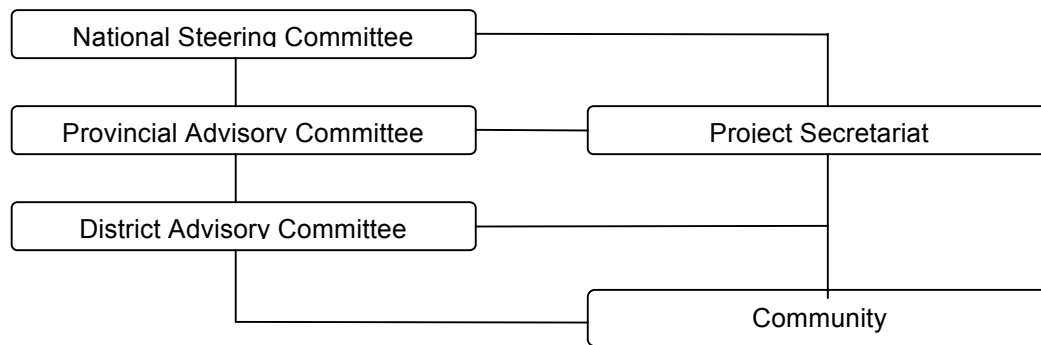 National Steering Committee
Provincial Advisory Committee
Project Secretariat
District Advisory Committee
Community